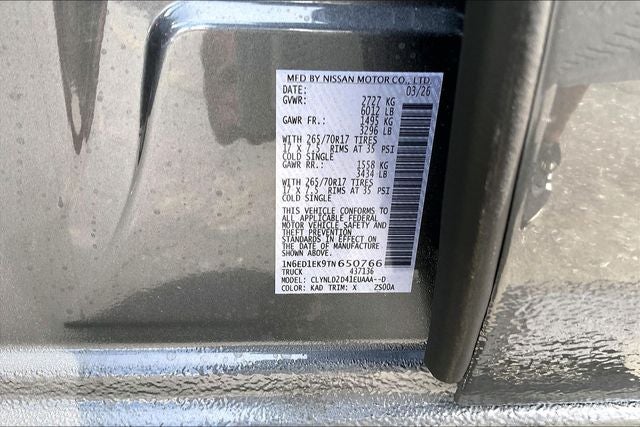 MFD BY NISSAN MOTOR CO., LTD.
DATE: 03/26
GVWR: 2727 KG
6012 LB
GAWR FR.: 1495 KG
3296 LB
WITH 265/70R17 TIRES
17 X 7.5 RIMS AT 35 PSI
COLD SINGLE
GAWR RR.: 1558 KG
3434 LB
WITH 265/70R17 TIRES
17 X 7.5 RIMS AT 35 PSI
COLD SINGLE
THIS VEHICLE CONFORMS TO
ALL APPLICABLE FEDERAL
MOTOR VEHICLE SAFETY AND
THEFT PREVENTION
STANDARDS IN EFFECT ON
THE DATE OF MANUFACTURE
SHOWN ABOVE
1N6ED1EK9TN650766
TRUCK 437136
MODEL: CLYNLD2D41EUAAA--D
COLOR: KAD TRIM: X ZS00A